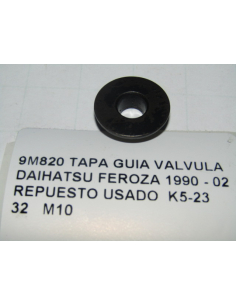 9M820 TAPA GUIA VALVULA
DAIHATSU FEROZA 1990 - 02
REPUESTO USADO K5-23
32 M10